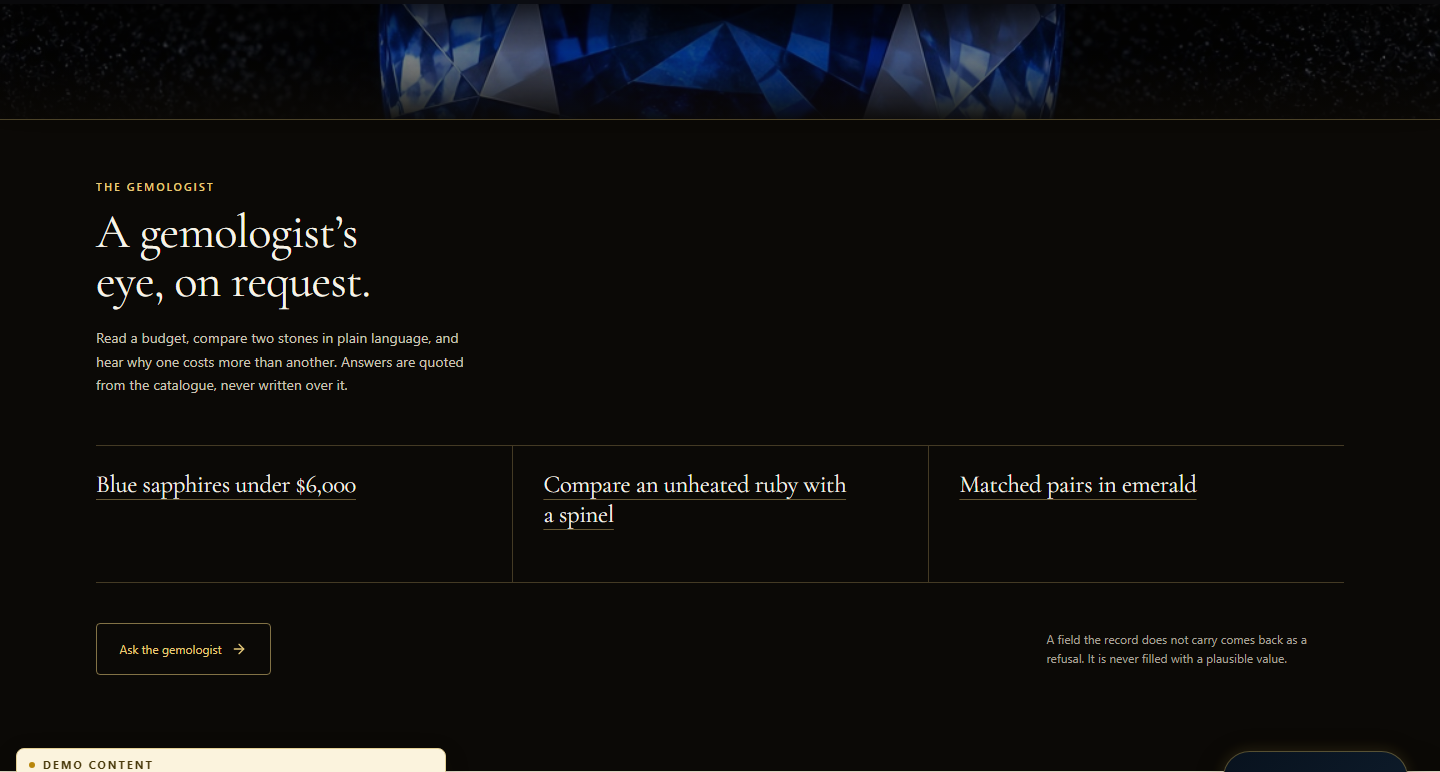 THE GEMOLOGIST
A gemologist’s
eye, on request.
Read a budget, compare two stones in plain language, and
hear why one costs more than another. Answers are quoted
from the catalogue, never written over it.
Blue sapphires under $6,000
Compare an unheated ruby with
a spinel
Matched pairs in emerald
Ask the gemologist →
A field the record does not carry comes back as a
refusal. It is never filled with a plausible value.
DEMO CONTENT